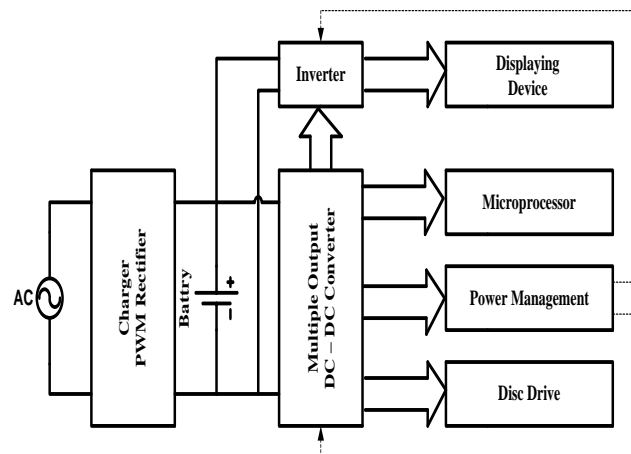 Inverter
Displaying
Device
Microprocessor
Power Management
Disc Drive
AC
Charger
PWM Rectifier
Battry
+
–
Multiple Output
DC – DC Converter